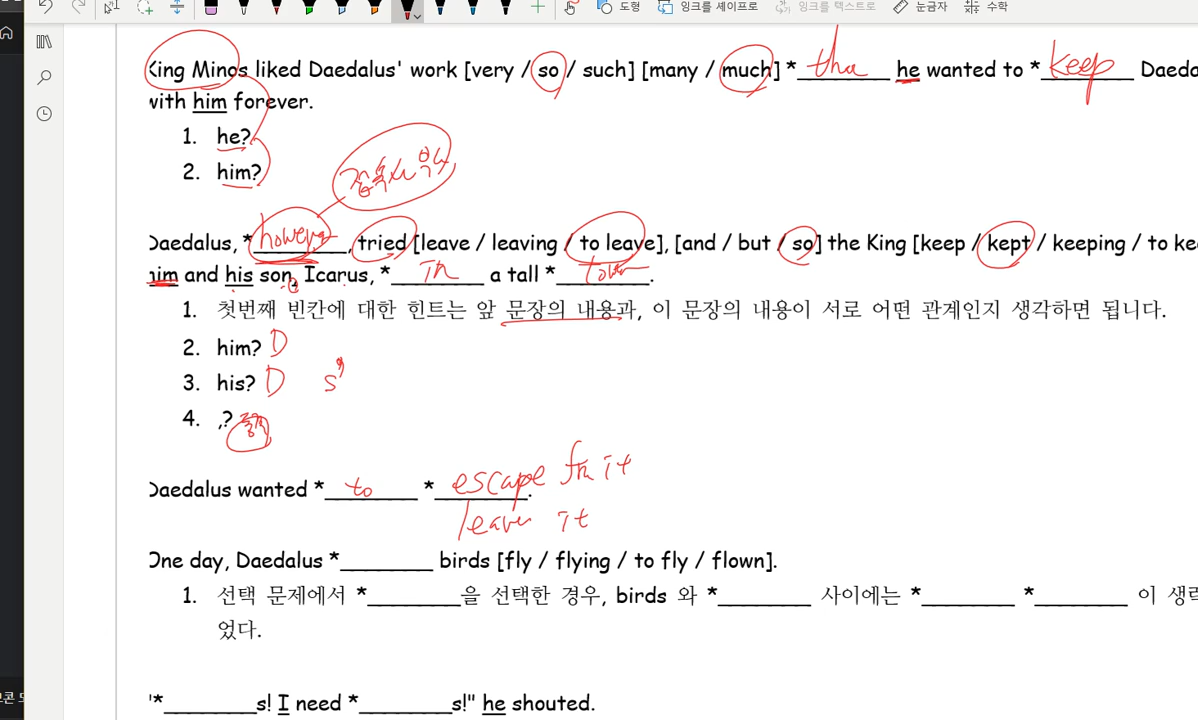 도형 잉크를 셰이프로 잉크를 텍스트로 눈금자 수학
King Minos liked Daedalus' work [very / so / such] [many / much] *________ tha he wanted to *________ keep Daeda
with him forever.
1. he?
2. him?
접속사 역할
Daedalus, *________ however, tried [leave / leaving / to leave], [and / but / so] the King [keep / kept / keeping / to ke
him and his son, Icarus, *________ in a tall *________ tower.
1. 첫번째 빈칸에 대한 힌트는 앞 문장의 내용과, 이 문장의 내용이 서로 어떤 관계인지 생각하면 됩니다.
2. him? D
3. his? D s'
4. ,?
Daedalus wanted *________ to *________ escape it.
leave it
One day, Daedalus *________ birds [fly / flying / to fly / flown].
1. 선택 문제에서 *________을 선택한 경우, birds 와 *________ 사이에는 *________ *________ 이 생략
었다.
"*________s! I need *________s!" he shouted.